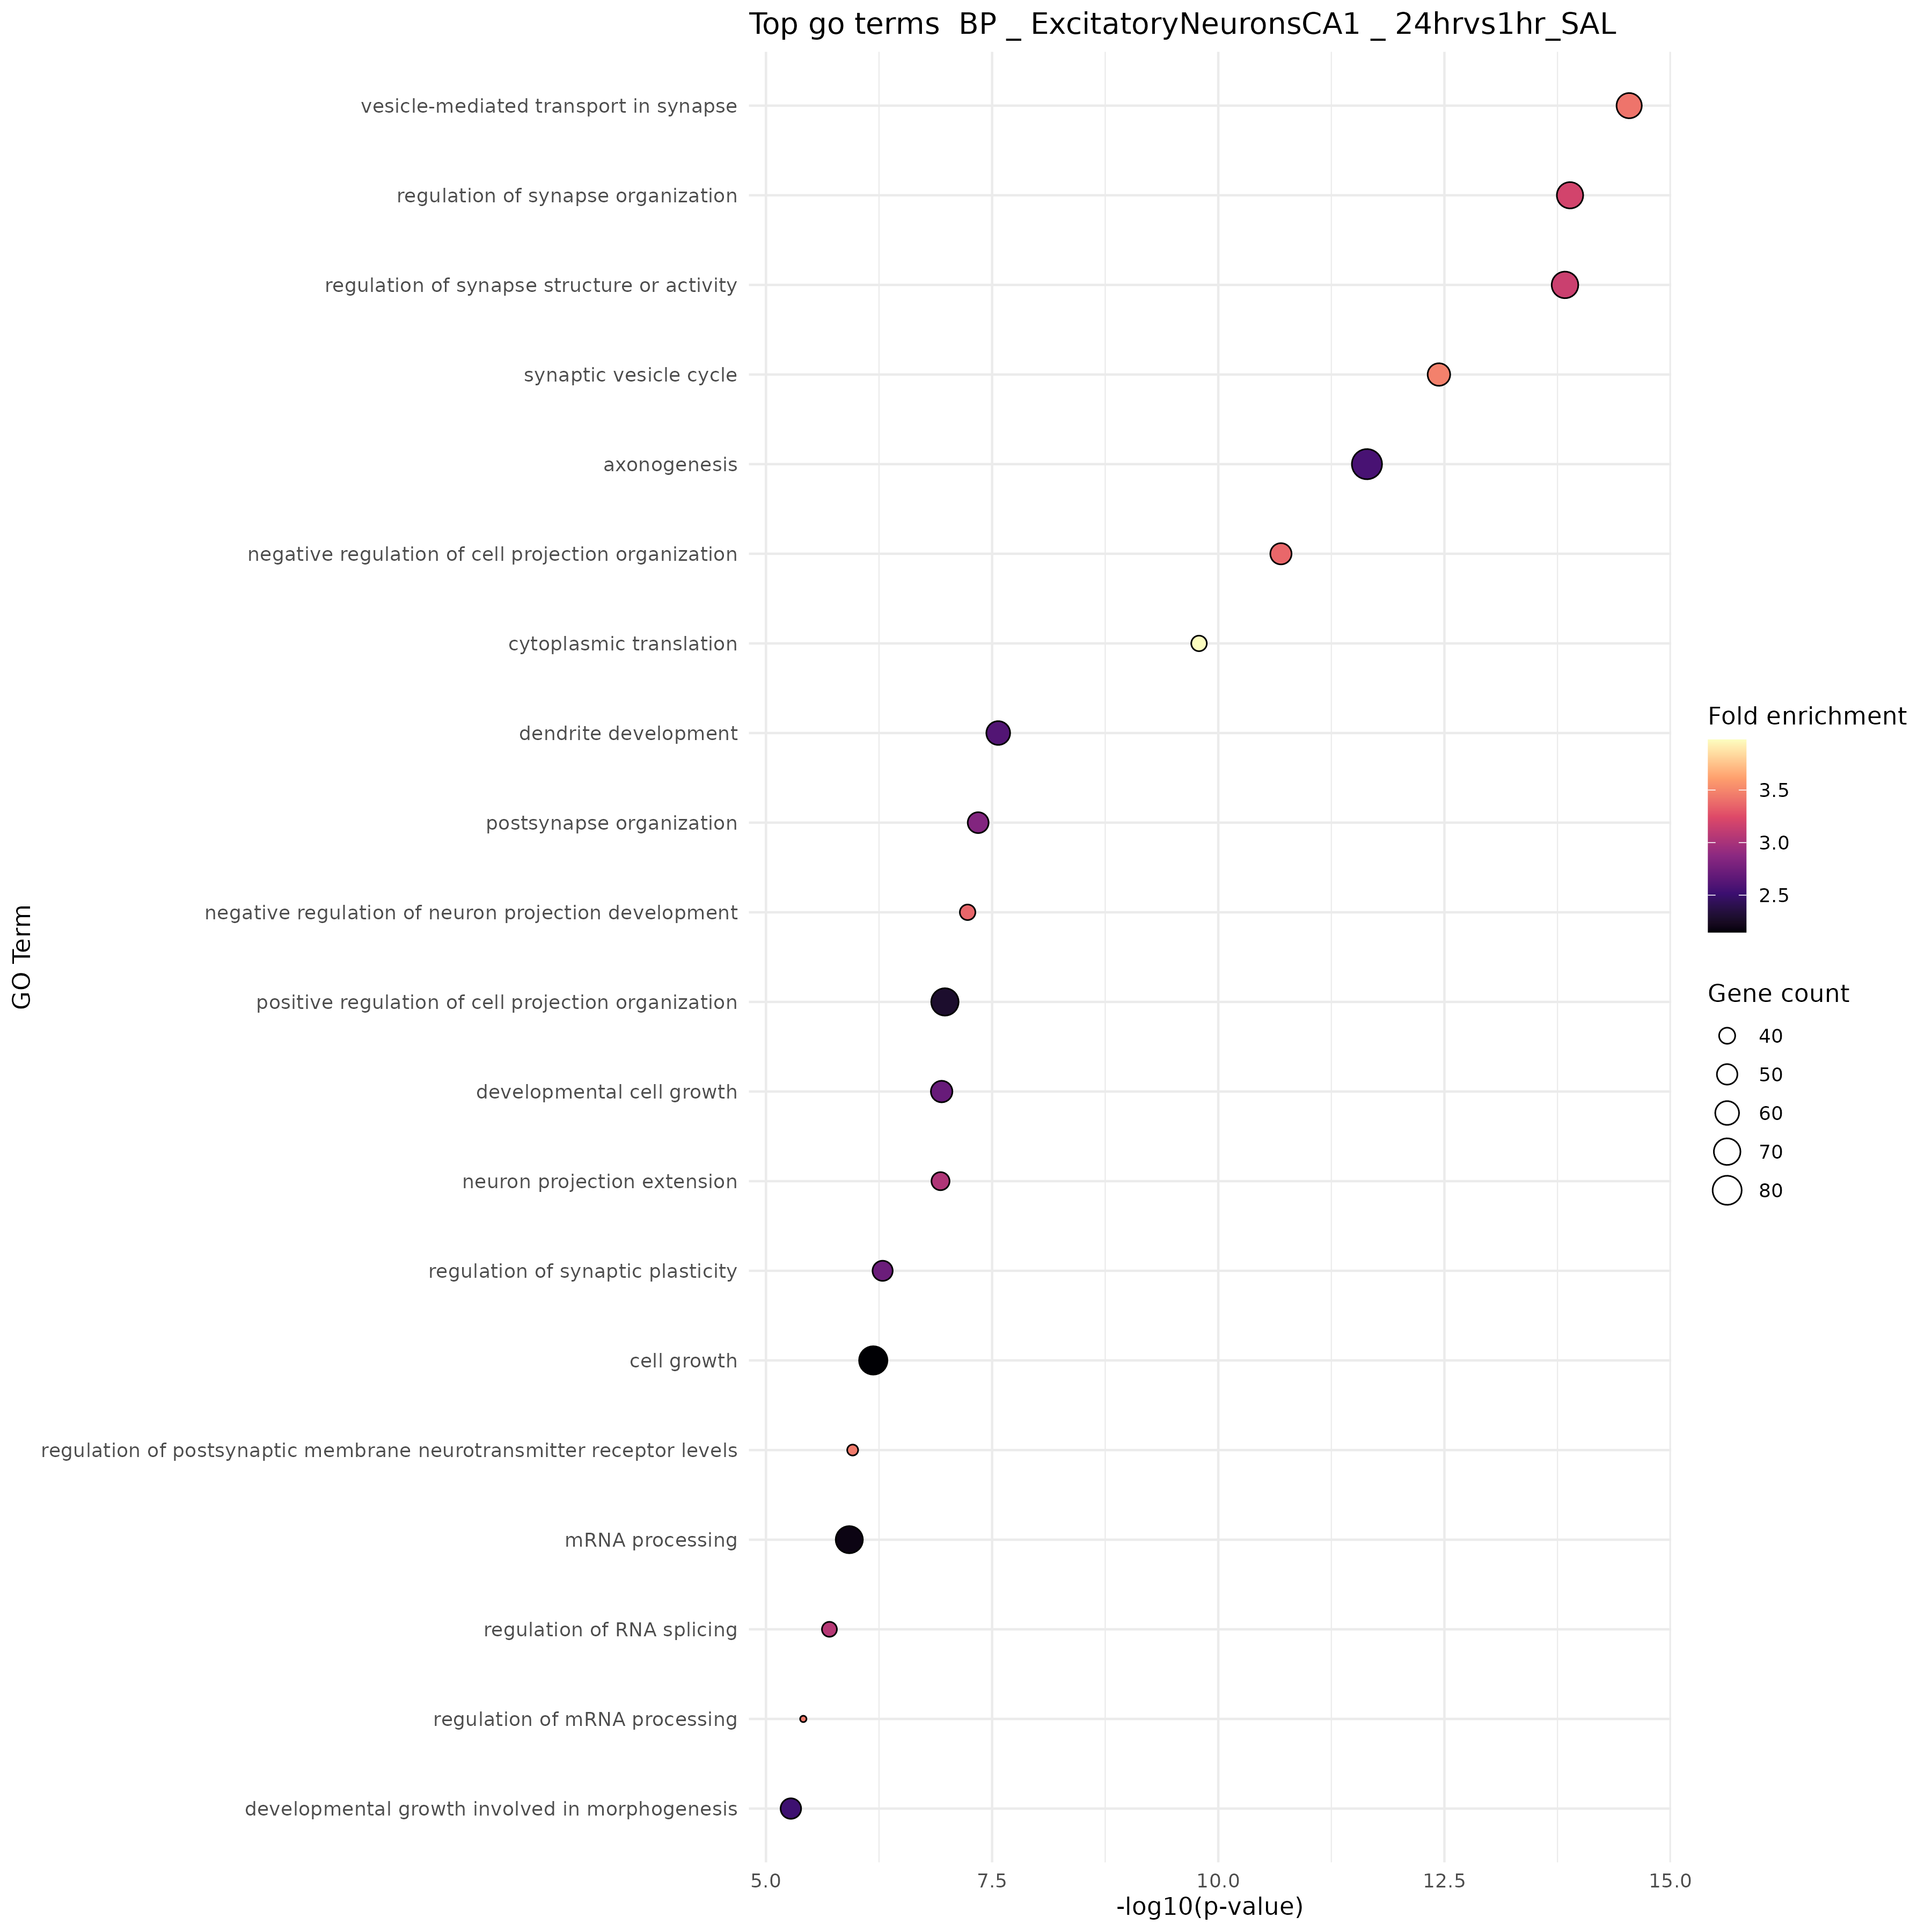 Top go terms  BP _ ExcitatoryNeuronsCA1 _ 24hrvs1hr_SAL
vesicle-mediated transport in synapse
regulation of synapse organization
regulation of synapse structure or activity
synaptic vesicle cycle
axonogenesis
negative regulation of cell projection organization
cytoplasmic translation
dendrite development
postsynapse organization
negative regulation of neuron projection development
positive regulation of cell projection organization
developmental cell growth
neuron projection extension
regulation of synaptic plasticity
cell growth
regulation of postsynaptic membrane neurotransmitter receptor levels
mRNA processing
regulation of RNA splicing
regulation of mRNA processing
developmental growth involved in morphogenesis
GO Term
5.0 7.5 10.0 12.5 15.0
-log10(p-value)
Fold enrichment
3.5
3.0
2.5
Gene count
40
50
60
70
80